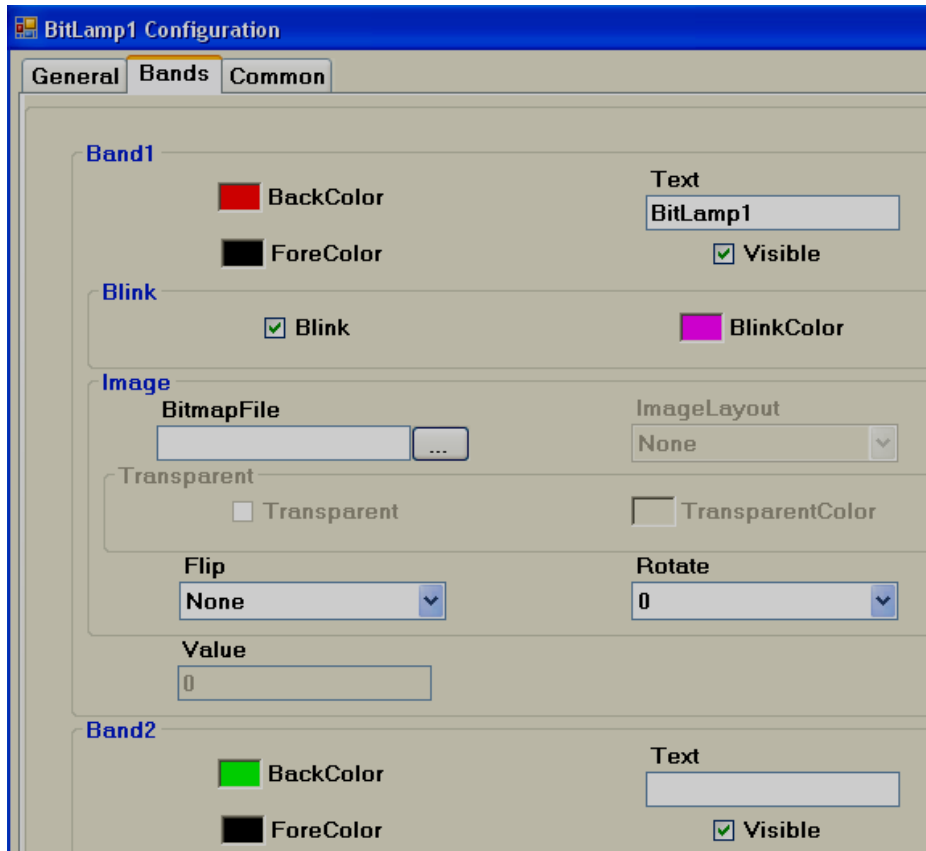 BitLamp1 Configuration
General Bands Common
Band1
BackColor
Text
BitLamp1
ForeColor
Visible
Blink
Blink
BlinkColor
Image
BitmapFile
ImageLayout
...
None
Transparent
Transparent
TransparentColor
Flip
Rotate
None
0
Value
0
Band2
BackColor
Text
ForeColor
Visible